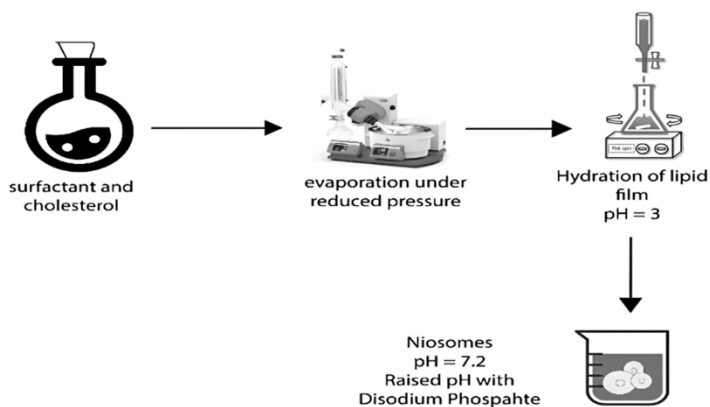 surfactant and
cholesterol
evaporation under
reduced pressure
Hydration of lipid
film
pH = 3
Niosomes
pH = 7.2
Raised pH with
Disodium Phospahte